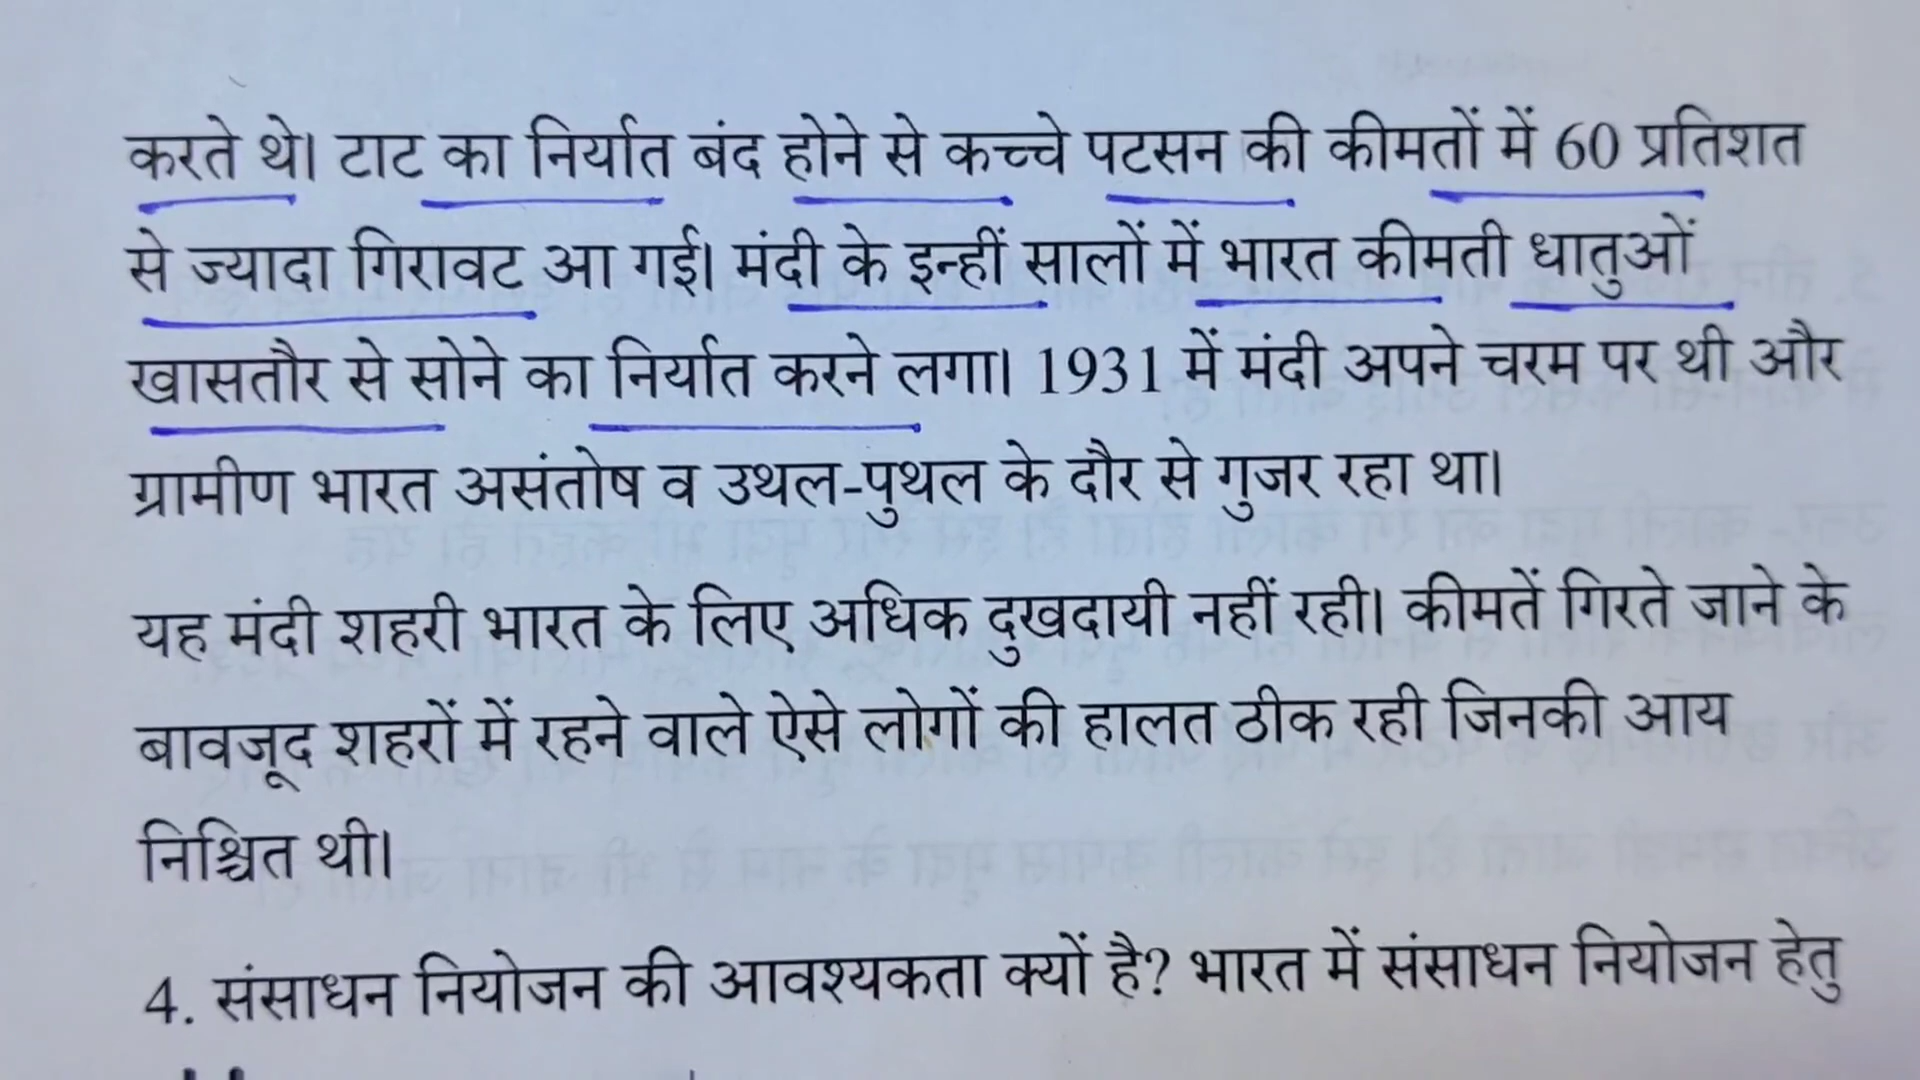 करते थे। टाट का निर्यात बंद होने से कच्चे पटसन की कीमतों में 60 प्रतिशत
से ज्यादा गिरावट आ गई। मंदी के इन्हीं सालों में भारत कीमती धातुओं
खासतौर से सोने का निर्यात करने लगा। 1931 में मंदी अपने चरम पर थी और
ग्रामीण भारत असंतोष व उथल-पुथल के दौर से गुजर रहा था।
यह मंदी शहरी भारत के लिए अधिक दुखदायी नहीं रही। कीमतें गिरते जाने के
बावजूद शहरों में रहने वाले ऐसे लोगों की हालत ठीक रही जिनकी आय
निश्चित थी।
4. संसाधन नियोजन की आवश्यकता क्यों है? भारत में संसाधन नियोजन हेतु